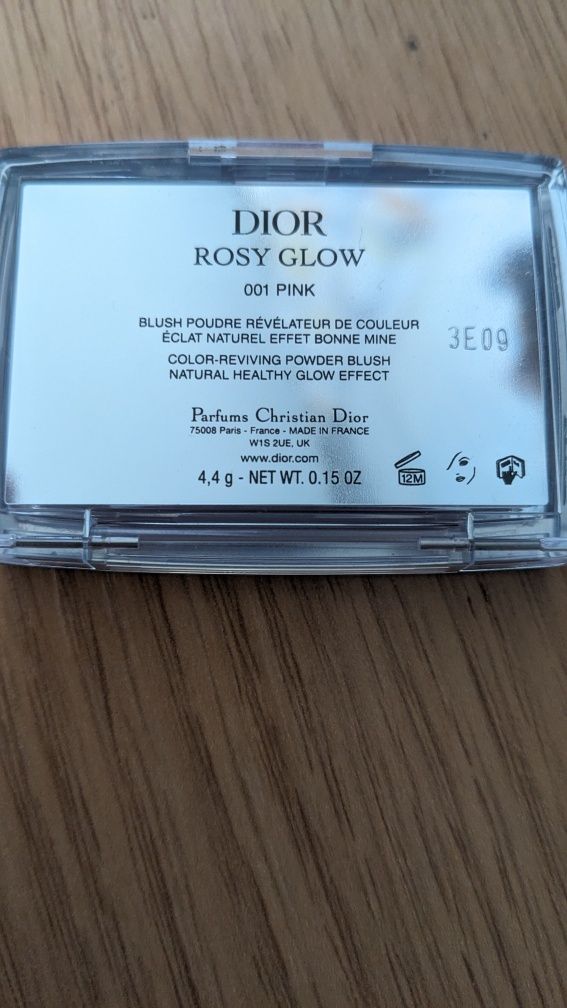 DIOR
ROSY GLOW
001 PINK
BLUSH POUDRE RÉVÉLATEUR DE COULEUR
ÉCLAT NATUREL EFFET BONNE MINE
3E09
COLOR-REVIVING POWDER BLUSH
NATURAL HEALTHY GLOW EFFECT
Parfums Christian Dior
75008 Paris - France - MADE IN FRANCE
W1S 2UE, UK
www.dior.com
4,4 g - NET WT. 0.15 OZ
12M